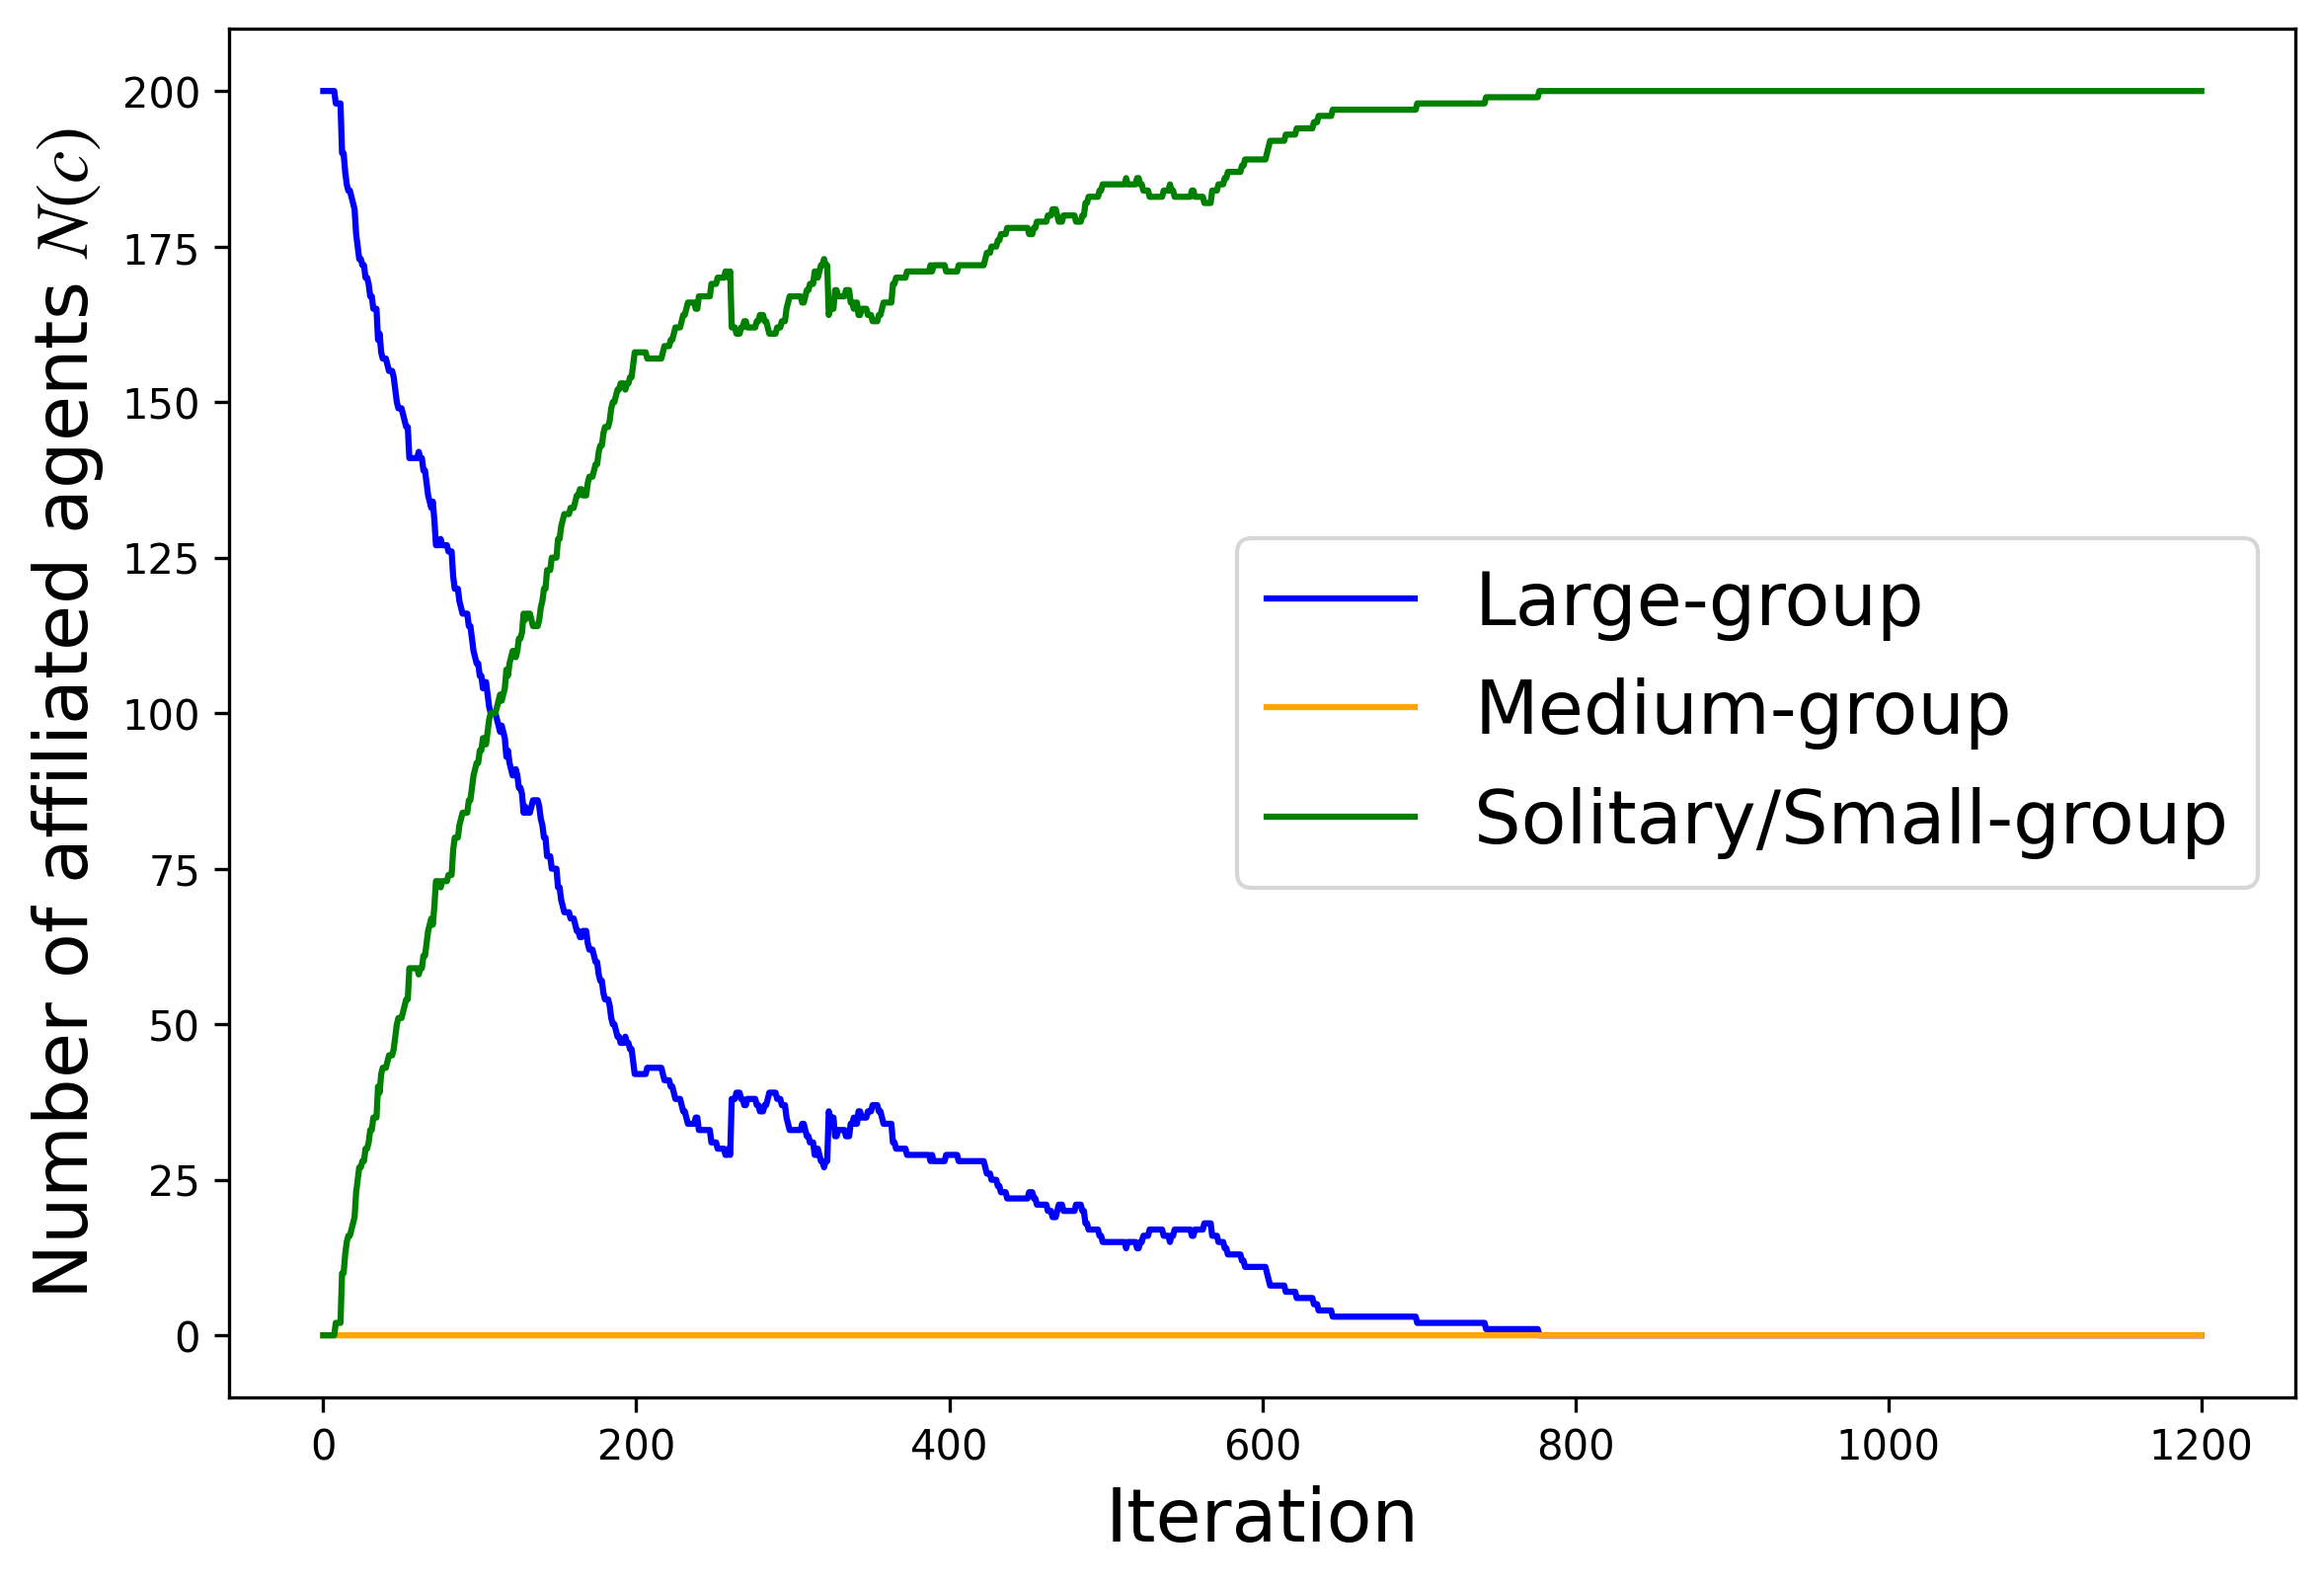 Number of affiliated agents N(c)
200
175
150
125
100
75
50
25
0
Large-group
Medium-group
Solitary/Small-group
0 200 400 600 800 1000 1200
Iteration